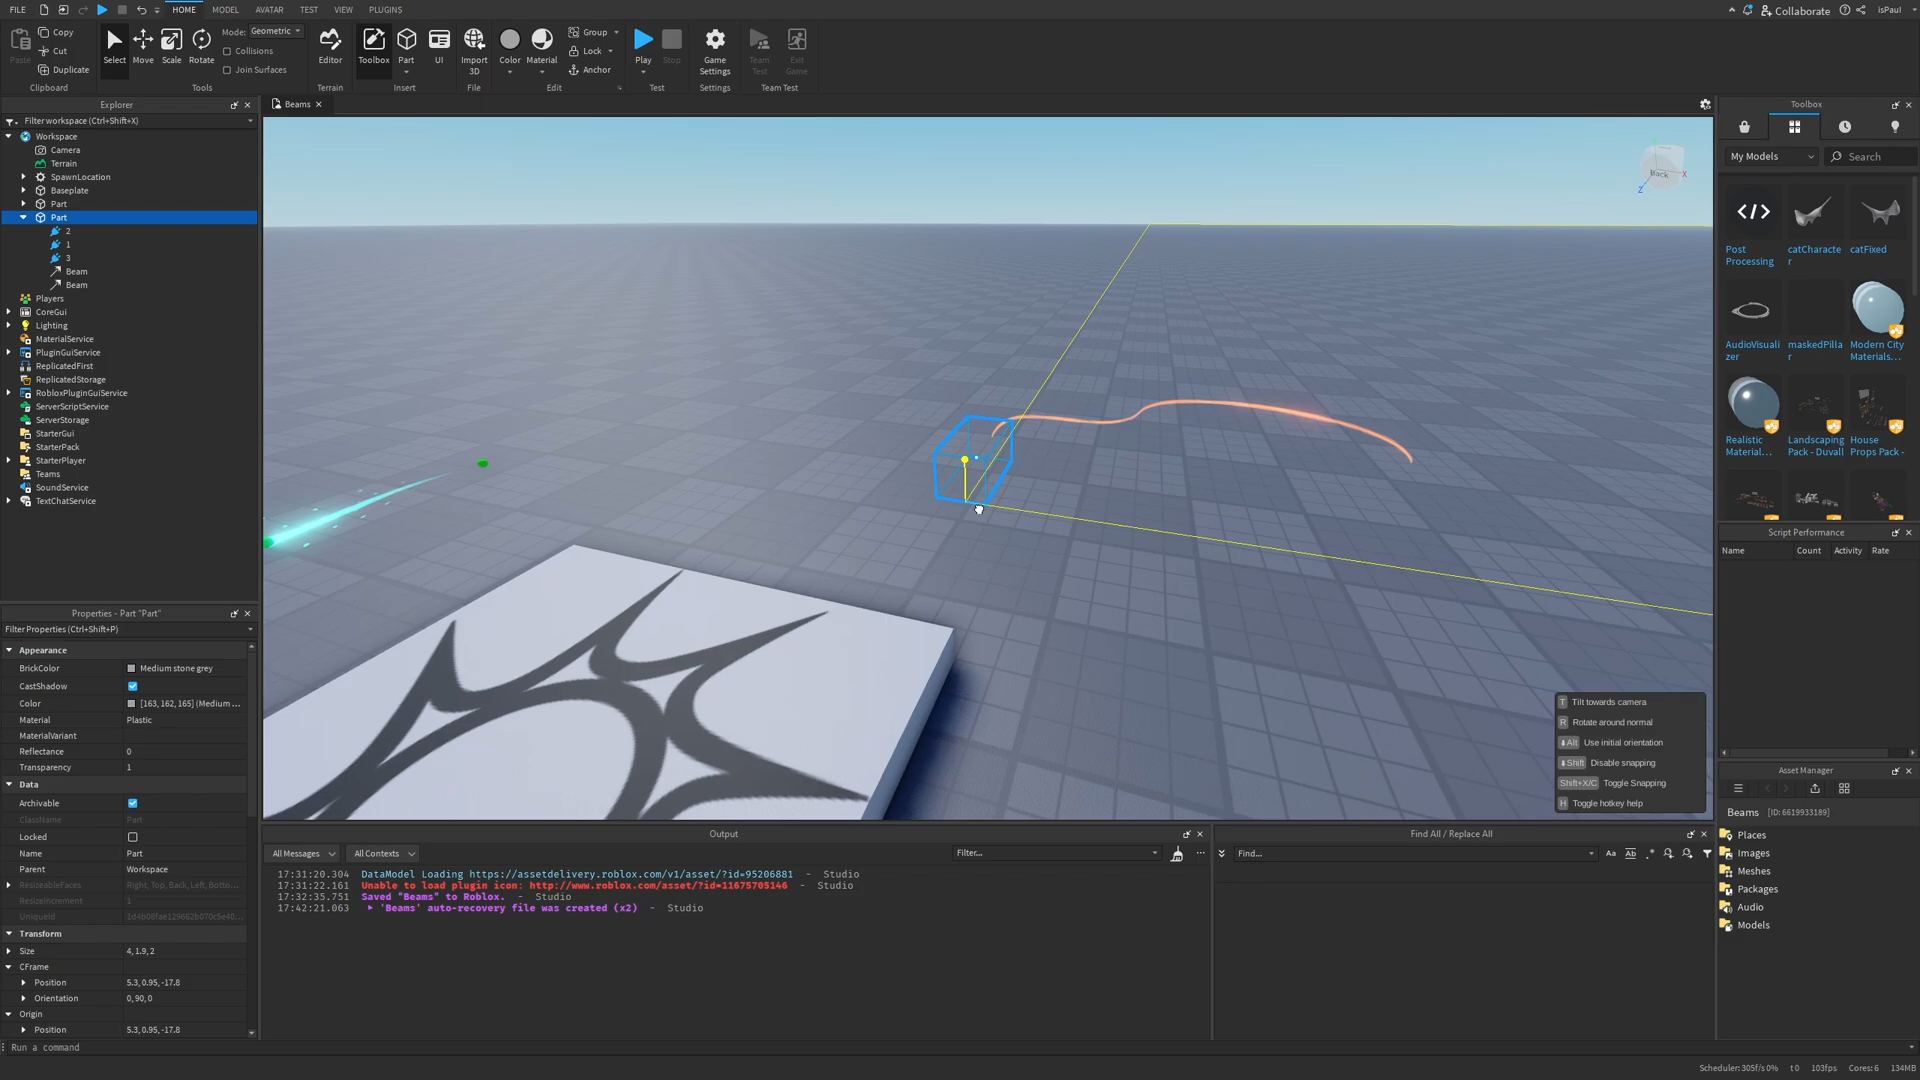 FILE HOME MODEL AVATAR TEST VIEW PLUGINS Collaborate isPaul
Paste Copy Cut Duplicate Clipboard
Select Move Scale Rotate Mode: Geometric Collisions Join Surfaces Tools
Editor Terrain
Toolbox Part UI Insert
Import 3D File
Color Material Group Lock Anchor Edit
Play Stop Test
Game Settings Settings
Team Test Exit Game Team Test
Explorer
Filter workspace (Ctrl+Shift+X)
Workspace
Camera
Terrain
SpawnLocation
Baseplate
Part
Part
2
1
3
Beam
Beam
Players
CoreGui
Lighting
MaterialService
PluginGuiService
ReplicatedFirst
ReplicatedStorage
RobloxPluginGuiService
ServerScriptService
ServerStorage
StarterGui
StarterPack
StarterPlayer
Teams
SoundService
TextChatService
Properties - Part "Part"
Filter Properties (Ctrl+Shift+P)
Appearance
BrickColor Medium stone grey
CastShadow
Color [163, 162, 165] (Medium ...
Material Plastic
MaterialVariant
Reflectance 0
Transparency 1
Data
Archivable
ClassName Part
Locked
Name Part
Parent Workspace
ResizeableFaces Right, Top, Back, Left, Botto...
ResizeIncrement 1
UniqueId
Transform
Size 4, 1.9, 2
CFrame
Position 5.3, 0.95, -17.8
Orientation 0, 90, 0
Origin
Position 5.3, 0.95, -17.8
Run a command
Beams
Back
X
Z
T Tilt towards camera
R Rotate around normal
Alt Use initial orientation
Shift Disable snapping
Shift+X/C Toggle Snapping
H Toggle hotkey help
Output
All Messages All Contexts Filter...
17:31:20.304 DataModel Loading https://assetdelivery.roblox.com/v1/asset/?id=95206881 - Studio
17:31:22.161 Unable to load plugin icon: http://www.roblox.com/asset/?id=11675705146 - Studio
17:32:35.751 Saved "Beams" to Roblox. - Studio
17:42:21.063 'Beams' auto-recovery file was created (x2) - Studio
Find All / Replace All
Find... Aa Ab .*
Toolbox
My Models Search
Post Processing
catCharacter
catFixed
AudioVisualizer
maskedPillar
Modern City Materials...
Realistic Material...
Landscaping Pack - Duvall
House Props Pack -
Script Performance
Name Count Activity Rate
Asset Manager
Beams [ID: 6619933189]
Places
Images
Meshes
Packages
Audio
Models
Scheduler: 305f/s 0% t 0 103fps Cores: 6 134MB